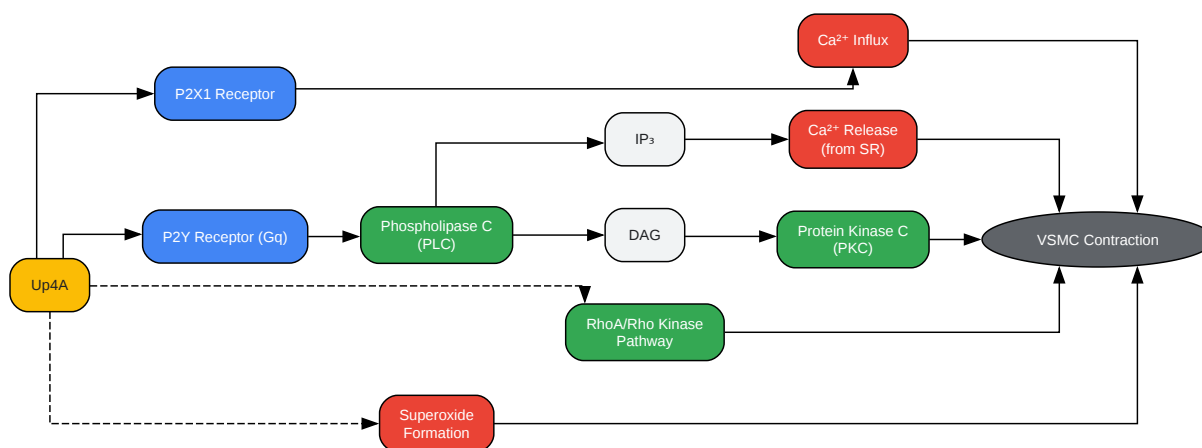 Ca²⁺ Influx
P2X1 Receptor
IP₃
Ca²⁺ Release
(from SR)
P2Y Receptor (Gq)
Phospholipase C
(PLC)
DAG
Protein Kinase C
(PKC)
VSMC Contraction
Up4A
RhoA/Rho Kinase
Pathway
Superoxide
Formation